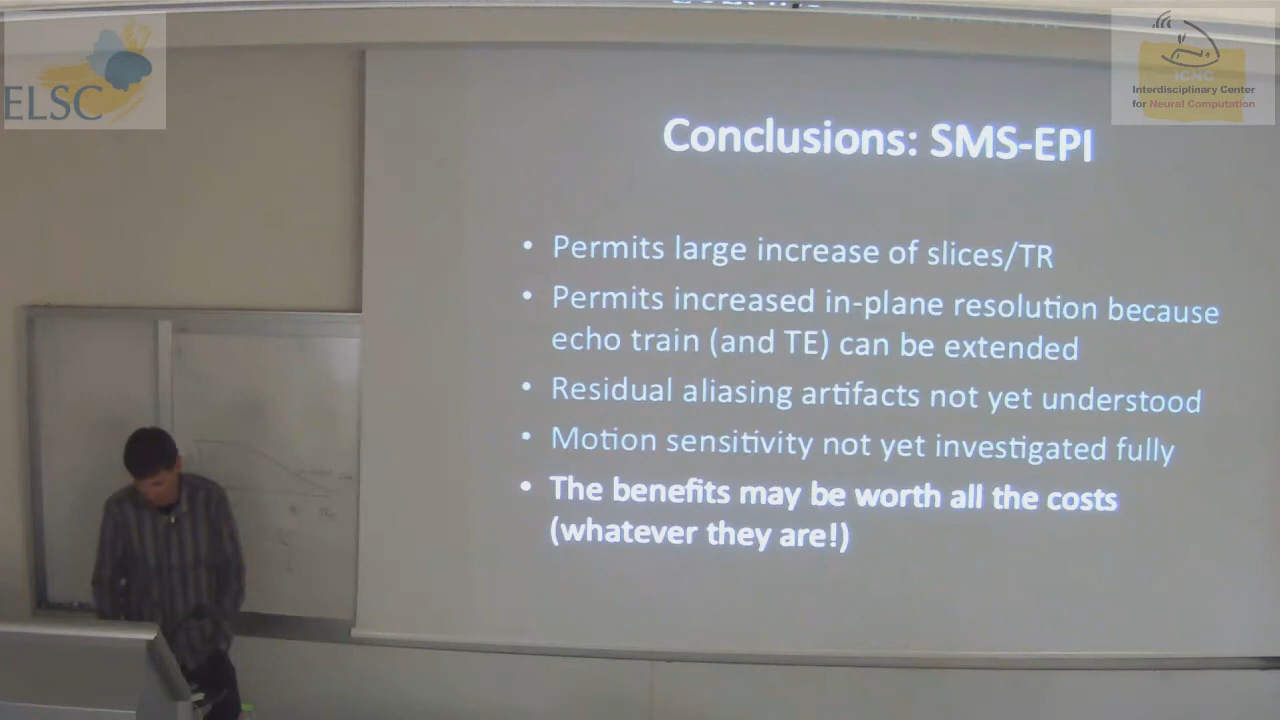 ELSC
iCNC
Interdisciplinary Center
for Neural Computation
Conclusions: SMS-EPI
• Permits large increase of slices/TR
• Permits increased in-plane resolution because
echo train (and TE) can be extended
• Residual aliasing artifacts not yet understood
• Motion sensitivity not yet investigated fully
• The benefits may be worth all the costs
(whatever they are!)